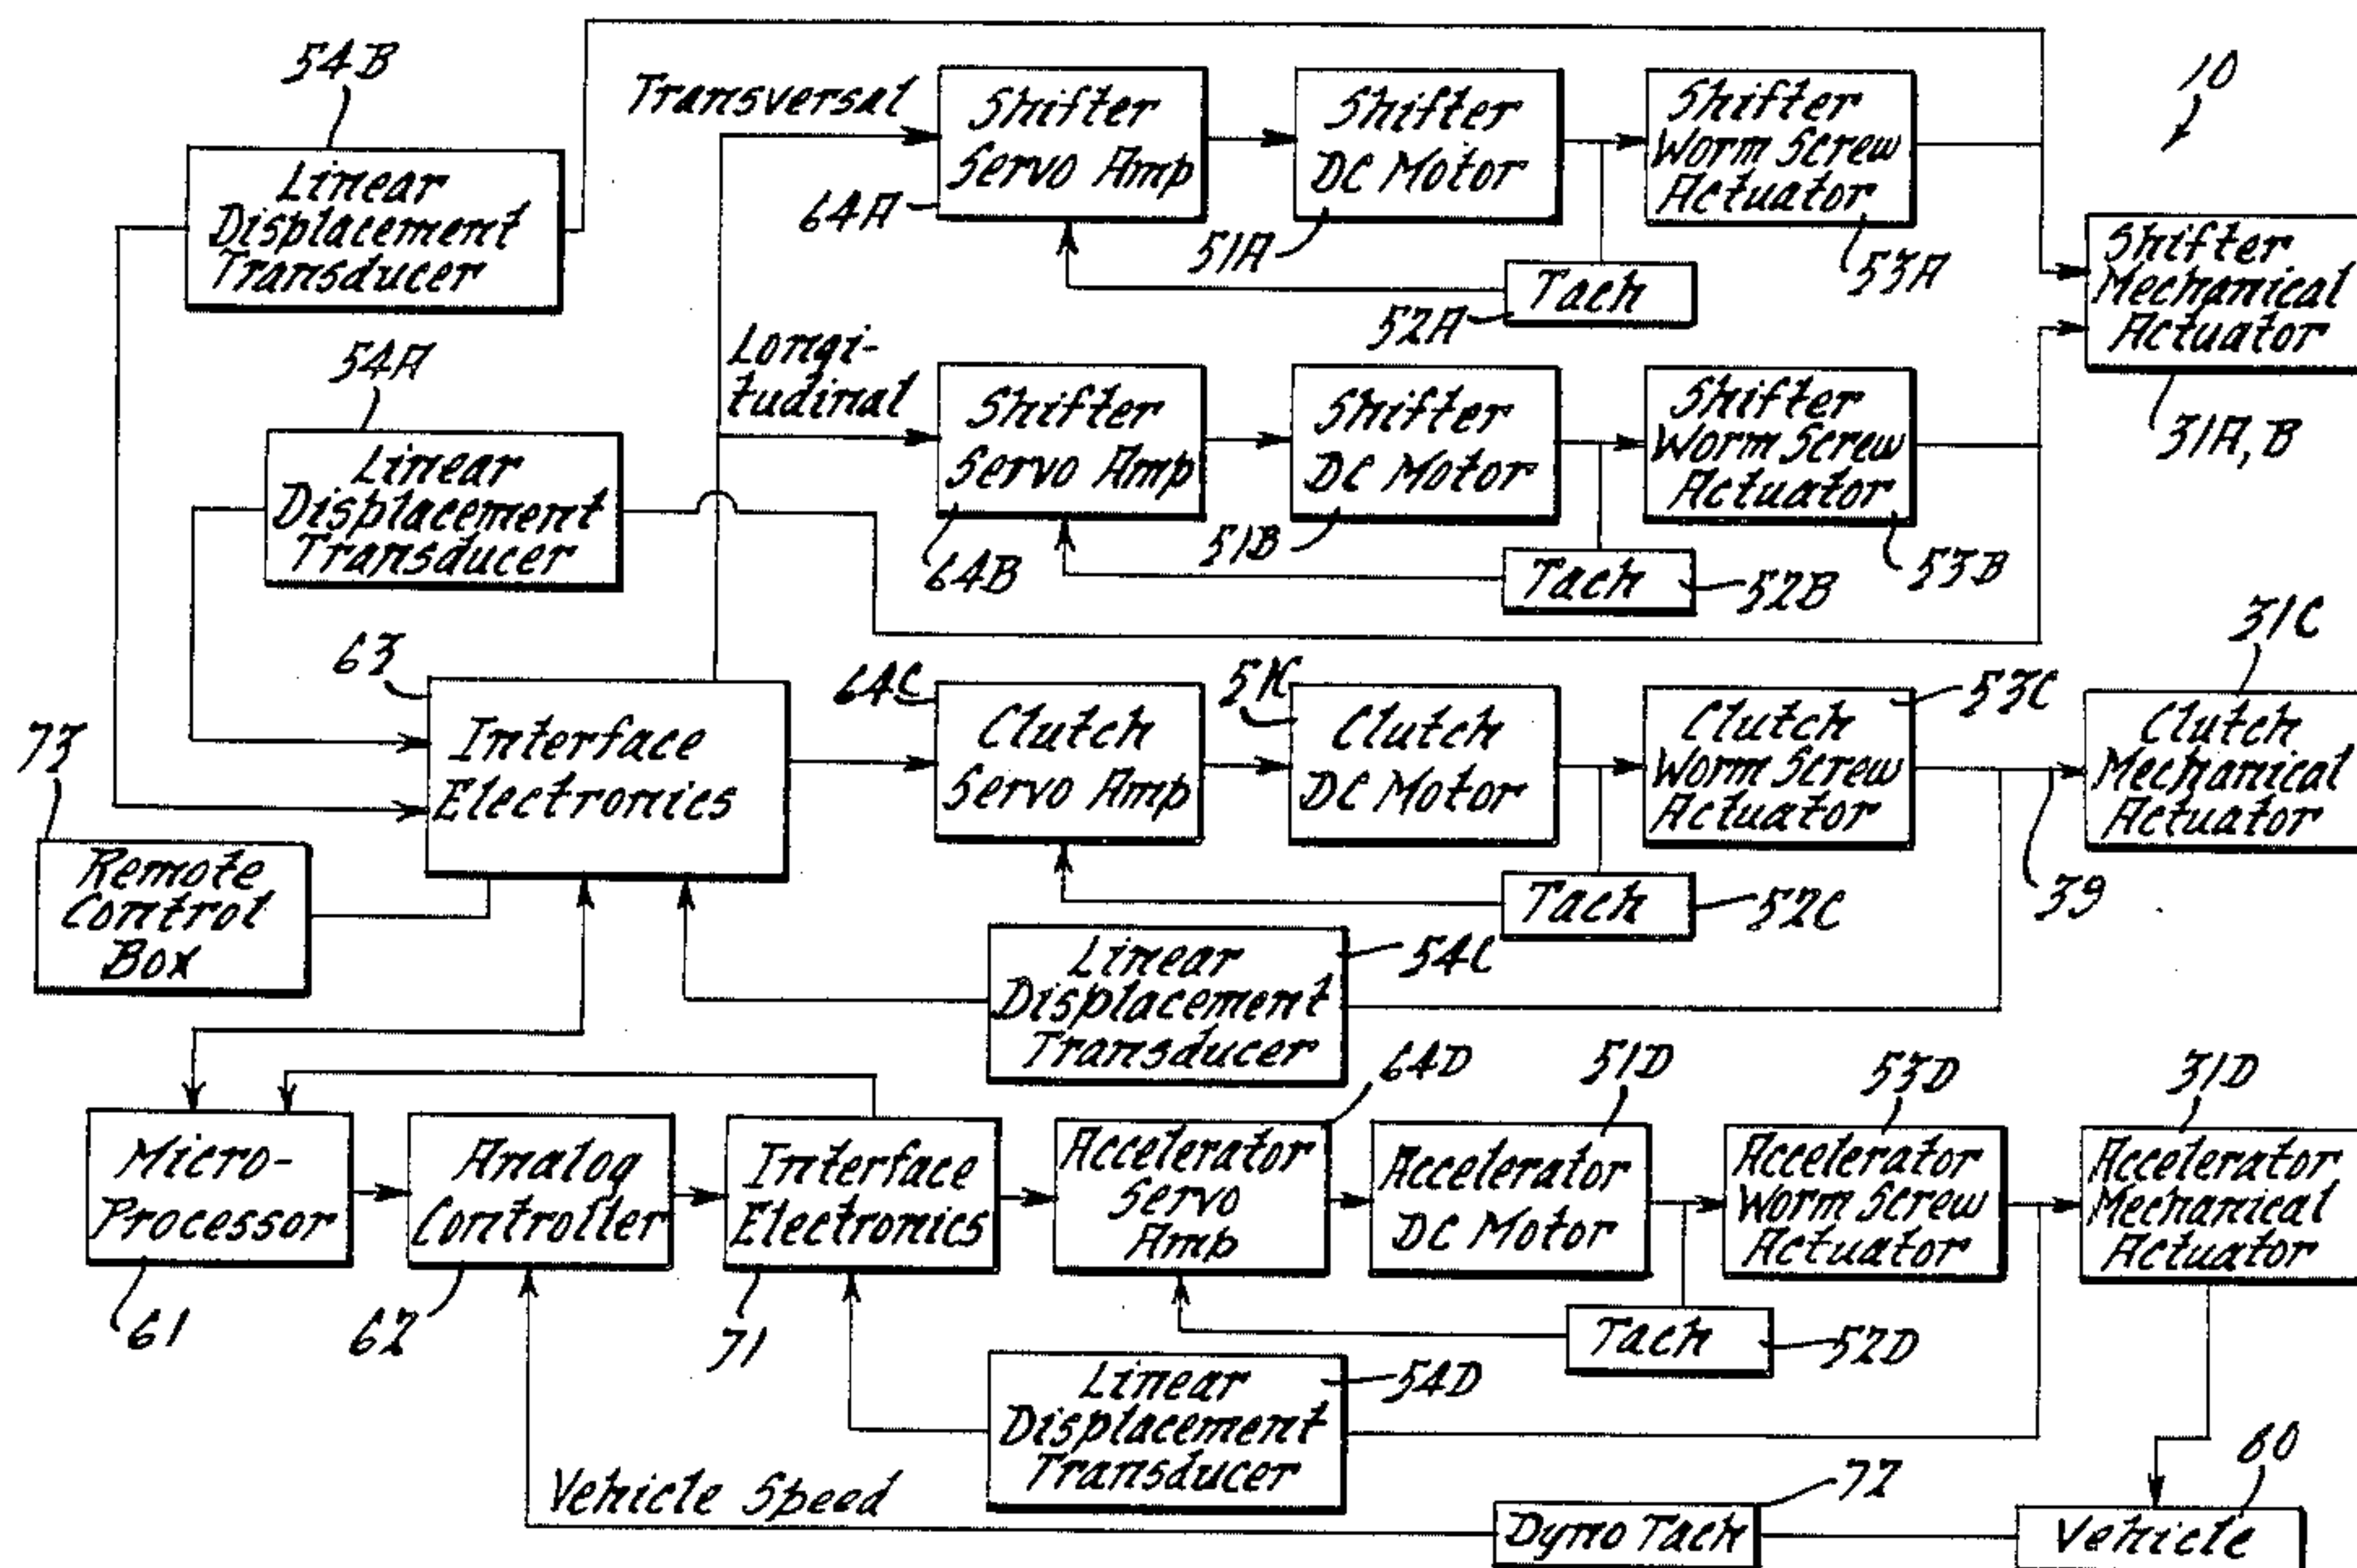 54B
Linear
Displacement
Transducer
Transversal
Shifter
Servo Amp
64A
Shifter
DC Motor
51A
Shifter
Worm Screw
Actuator
53A
Tach
52A
10
Shifter
Mechanical
Actuator
31A, B
54A
Linear
Displacement
Transducer
Longi-
tudinal
Shifter
Servo Amp
64B
Shifter
DC Motor
51B
Shifter
Worm Screw
Actuator
53B
Tach
52B
63
Interface
Electronics
73
Remote
Control
Box
64C
Clutch
Servo Amp
51C
Clutch
DC Motor
53C
Clutch
Worm Screw
Actuator
31C
Clutch
Mechanical
Actuator
39
Tach
52C
Linear
Displacement
Transducer
54C
Micro-
Processor
61
Analog
Controller
62
Interface
Electronics
71
64D
Accelerator
Servo
Amp
51D
Accelerator
DC Motor
53D
Accelerator
Worm Screw
Actuator
31D
Accelerator
Mechanical
Actuator
Tach
52D
Linear
Displacement
Transducer
54D
Vehicle Speed
Dyno Tach
72
Vehicle
60